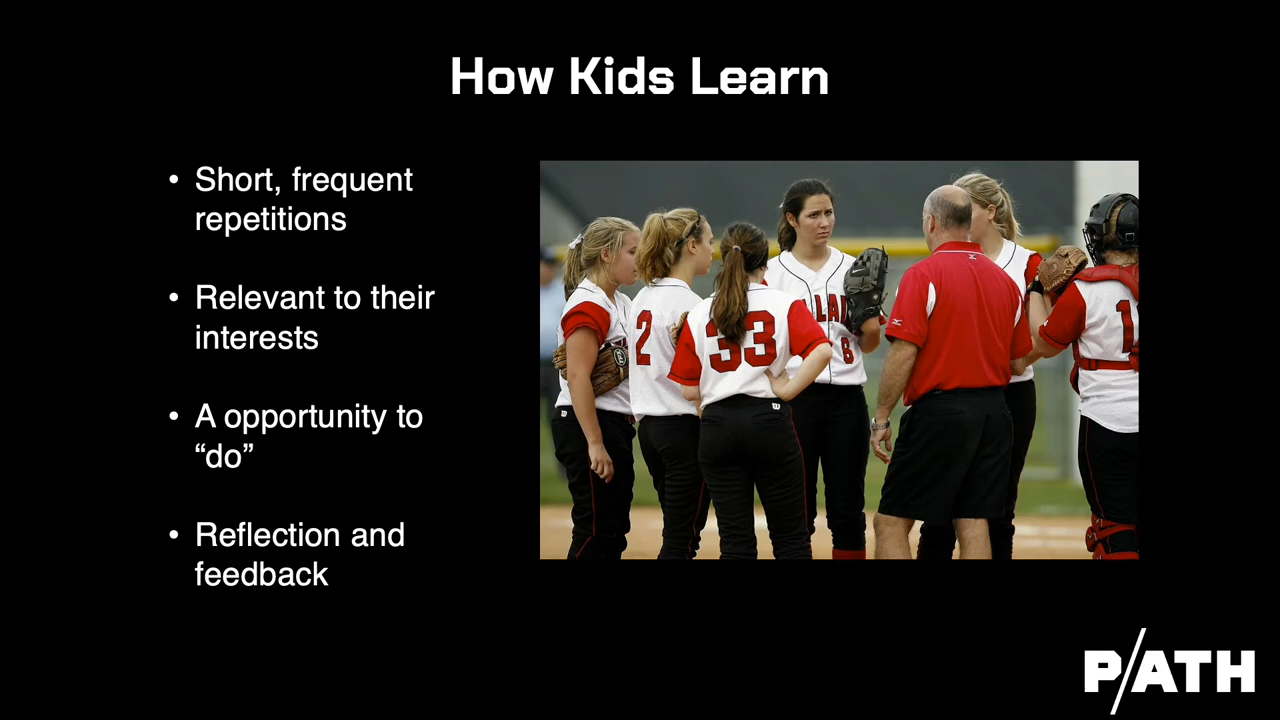 How Kids Learn
• Short, frequent
repetitions
• Relevant to their
interests
• A opportunity to
“do”
• Reflection and
feedback
2
33
6
P/ATH